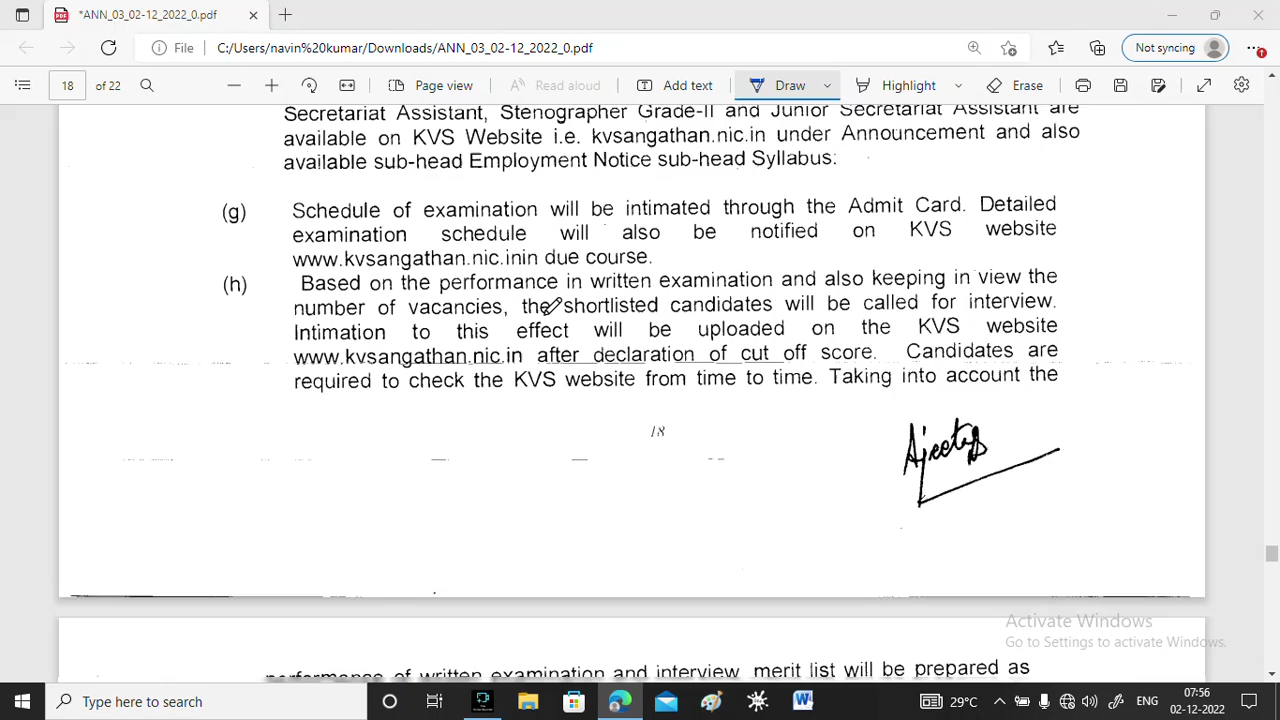 *ANN_03_02-12_2022_0.pdf
File C:/Users/navin%20kumar/Downloads/ANN_03_02-12_2022_0.pdf Not syncing
18 of 22 Page view Read aloud Add text Draw Highlight Erase
Secretariat Assistant, Stenographer Grade-II and Junior Secretariat Assistant are
available on KVS Website i.e. kvsangathan.nic.in under Announcement and also
available sub-head Employment Notice sub-head Syllabus:
(g) Schedule of examination will be intimated through the Admit Card. Detailed
examination schedule will also be notified on KVS website
www.kvsangathan.nic.inin due course.
(h) Based on the performance in written examination and also keeping in view the
number of vacancies, the shortlisted candidates will be called for interview.
Intimation to this effect will be uploaded on the KVS website
www.kvsangathan.nic.in after declaration of cut off score. Candidates are
required to check the KVS website from time to time. Taking into account the
18
performance of written examination and interview merit list will be prepared as
Activate Windows
Go to Settings to activate Windows.
Type here to search 29°C ENG 07:56
02-12-2022